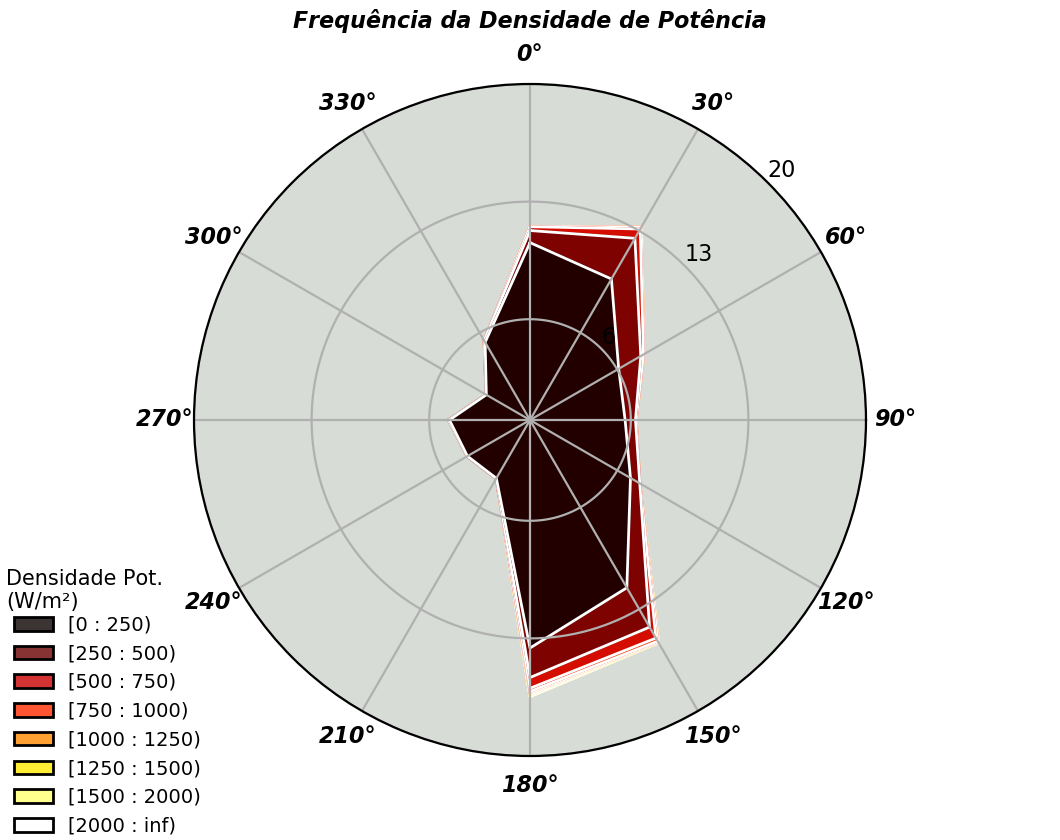 Frequência da Densidade de Potência
0°
30°
60°
90°
120°
150°
180°
210°
240°
270°
300°
330°
6
13
20
Densidade Pot.
(W/m²)
[0 : 250)
[250 : 500)
[500 : 750)
[750 : 1000)
[1000 : 1250)
[1250 : 1500)
[1500 : 2000)
[2000 : inf)